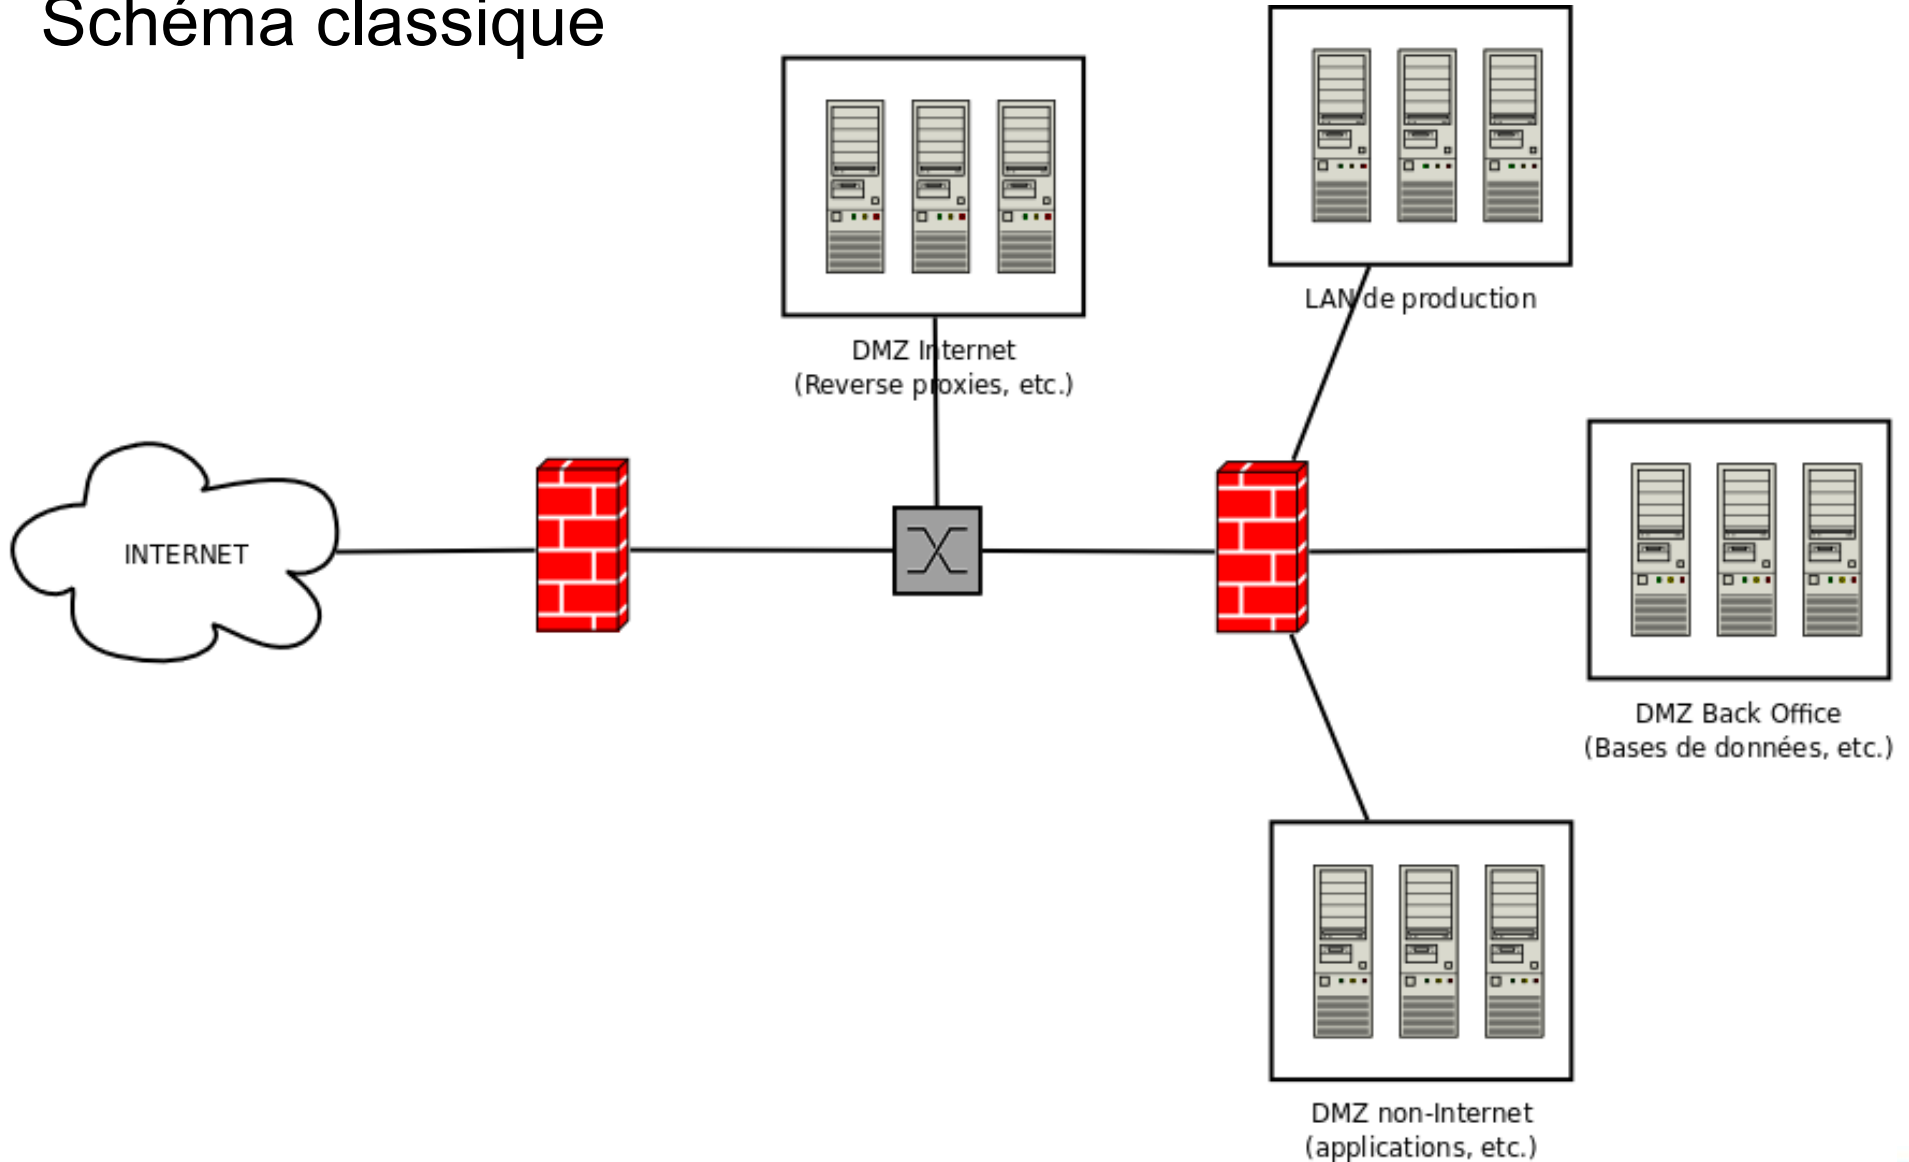 Schéma classique
LAN de production
DMZ Internet
(Reverse proxies, etc.)
INTERNET
DMZ Back Office
(Bases de données, etc.)
DMZ non-Internet
(applications, etc.)